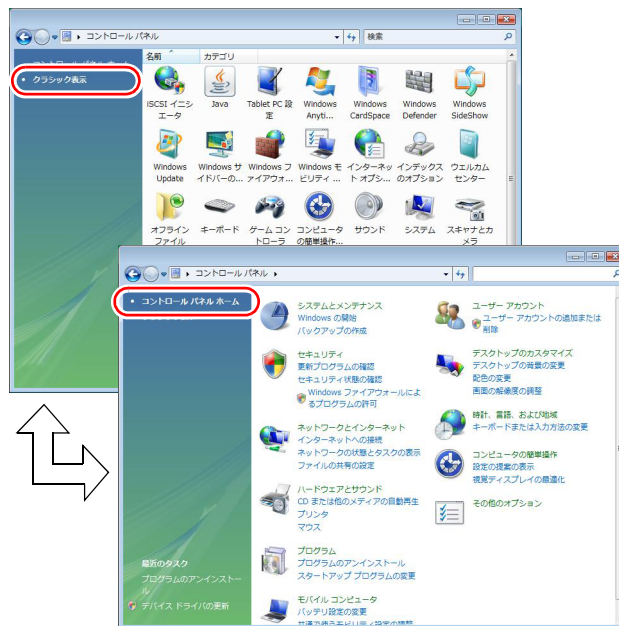 コントロール パネル
検索
クラシック表示
名前 カテゴリ
iSCSI イニシエータ
Java
Tablet PC 設定
Windows Anyti...
Windows CardSpace
Windows Defender
Windows SideShow
Windows Update
Windows サイドバーの...
Windows ファイアウォ...
Windows モビリティ ...
インターネット オプシ...
インデックスのオプション
ウェルカム センター
オフライン ファイル
キーボード
ゲーム コントローラ
コンピュータの簡単操作...
サウンド
システム
スキャナとカメラ
コントロール パネル
コントロール パネル ホーム
システムとメンテナンス
Windows の開始
バックアップの作成
セキュリティ
更新プログラムの確認
セキュリティ状態の確認
Windows ファイアウォールによ
るプログラムの許可
ネットワークとインターネット
インターネットへの接続
ネットワークの状態とタスクの表示
ファイルの共有の設定
ハードウェアとサウンド
CD または他のメディアの自動再生
プリンタ
マウス
プログラム
プログラムのアンインストール
スタートアップ プログラムの変更
モバイル コンピュータ
バッテリ設定の変更
共通で使うモビリティ設定の調整
ユーザー アカウント
ユーザー アカウントの追加または
削除
デスクトップのカスタマイズ
デスクトップの背景の変更
配色の変更
画面の解像度の調整
時計、言語、および地域
キーボードまたは入力方法の変更
コンピュータの簡単操作
設定の提案の表示
視覚ディスプレイの最適化
その他のオプション
最近のタスク
プログラムのアンインストー
ル
デバイス ドライバの更新